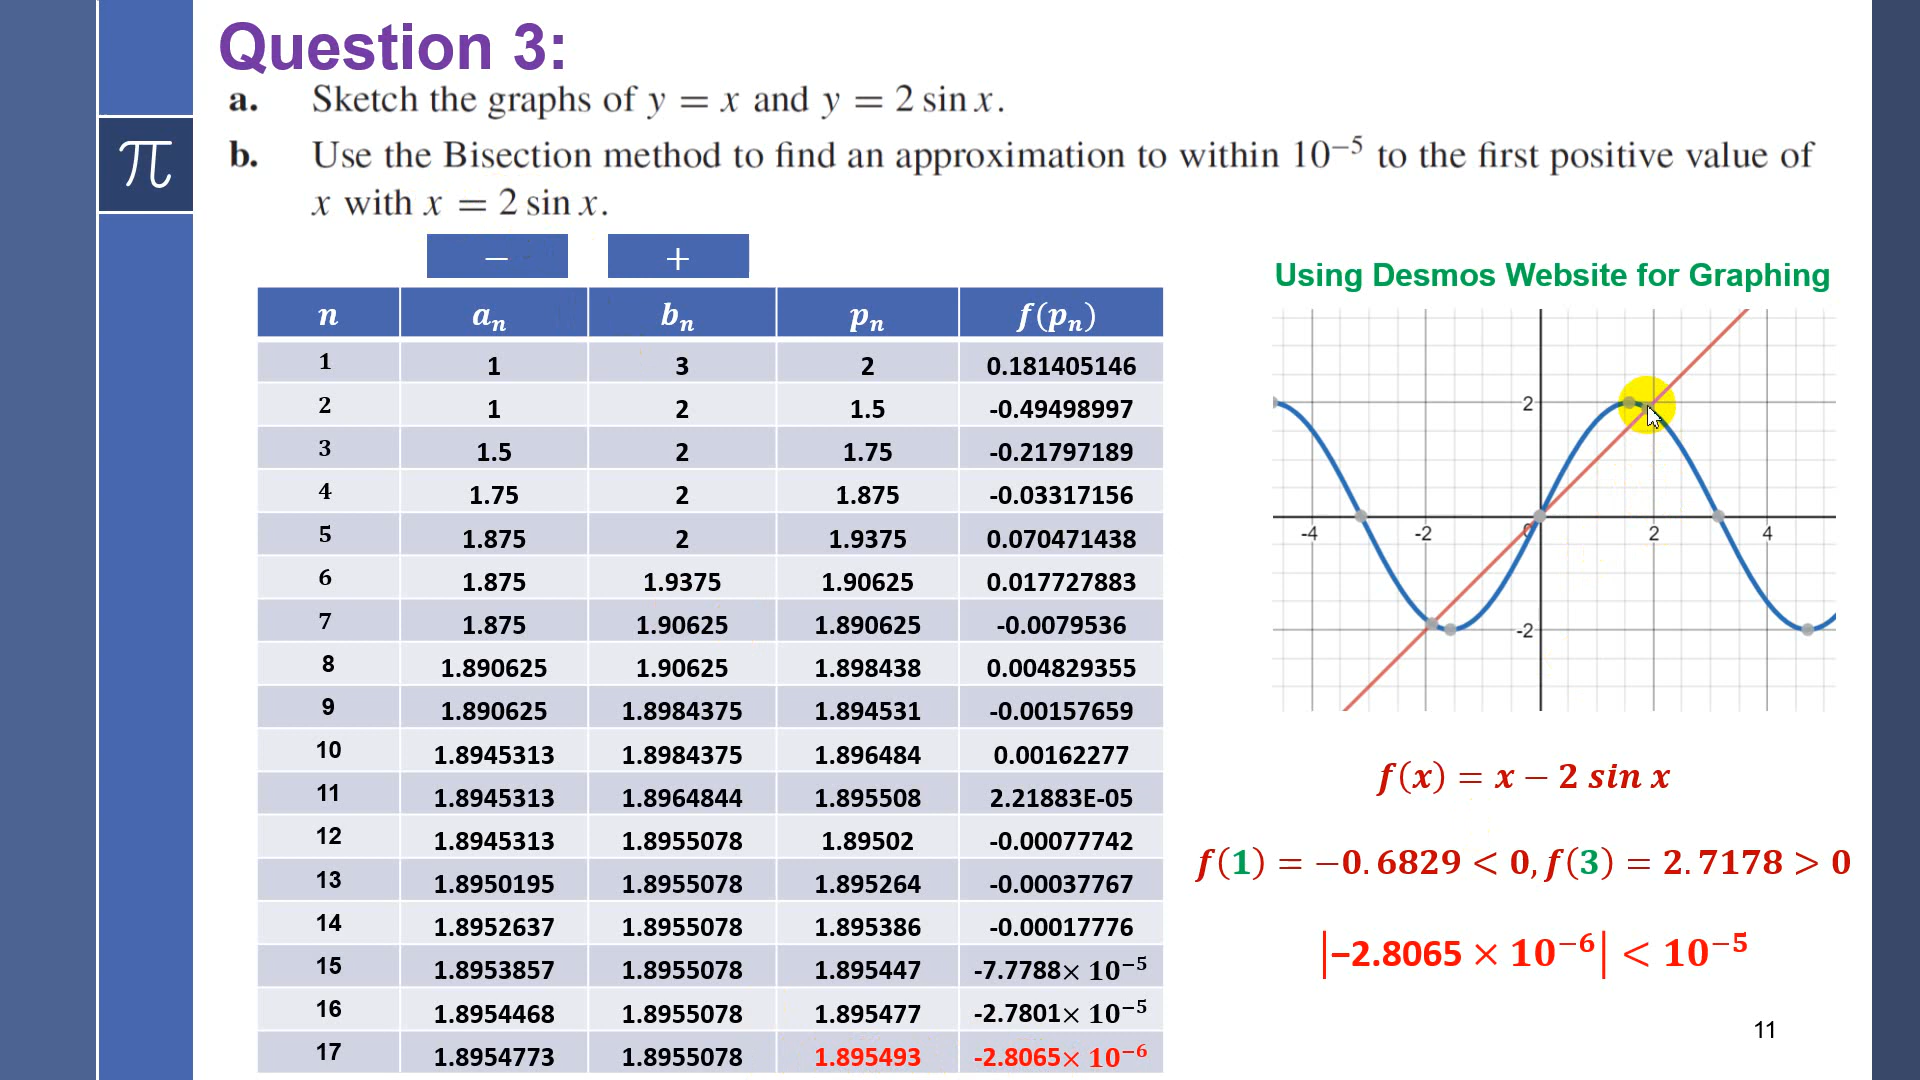 Question 3:
π
a. Sketch the graphs of y = x and y = 2 sin x.
b. Use the Bisection method to find an approximation to within 10⁻⁵ to the first positive value of
x with x = 2 sin x.
− +
n aₙ bₙ pₙ f(pₙ)
1 1 3 2 0.181405146
2 1 2 1.5 -0.49498997
3 1.5 2 1.75 -0.21797189
4 1.75 2 1.875 -0.03317156
5 1.875 2 1.9375 0.070471438
6 1.875 1.9375 1.90625 0.017727883
7 1.875 1.90625 1.890625 -0.0079536
8 1.890625 1.90625 1.898438 0.004829355
9 1.890625 1.8984375 1.894531 -0.00157659
10 1.8945313 1.8984375 1.896484 0.00162277
11 1.8945313 1.8964844 1.895508 2.21883E-05
12 1.8945313 1.8955078 1.89502 -0.00077742
13 1.8950195 1.8955078 1.895264 -0.00037767
14 1.8952637 1.8955078 1.895386 -0.00017776
15 1.8953857 1.8955078 1.895447 -7.7788× 10⁻⁵
16 1.8954468 1.8955078 1.895477 -2.7801× 10⁻⁵
17 1.8954773 1.8955078 1.895493 -2.8065× 10⁻⁶
Using Desmos Website for Graphing
2
-4 -2 0 2 4
-2
f(x) = x − 2 sin x
f(1) = −0.6829 < 0, f(3) = 2.7178 > 0
|−2.8065 × 10⁻⁶| < 10⁻⁵
11